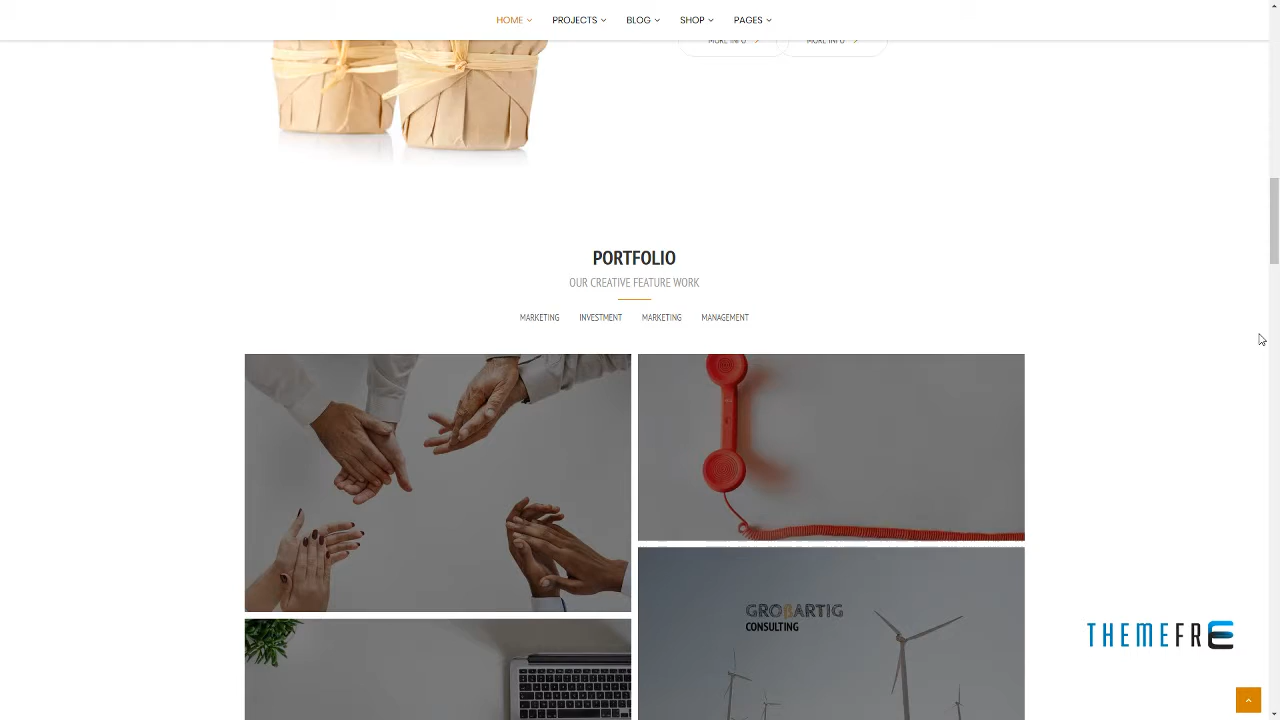 HOME PROJECTS BLOG SHOP PAGES
MORE INFO MORE INFO
PORTFOLIO
OUR CREATIVE FEATURE WORK
MARKETING INVESTMENT MARKETING MANAGEMENT
GROßARTIG
CONSULTING
THEMEFRE